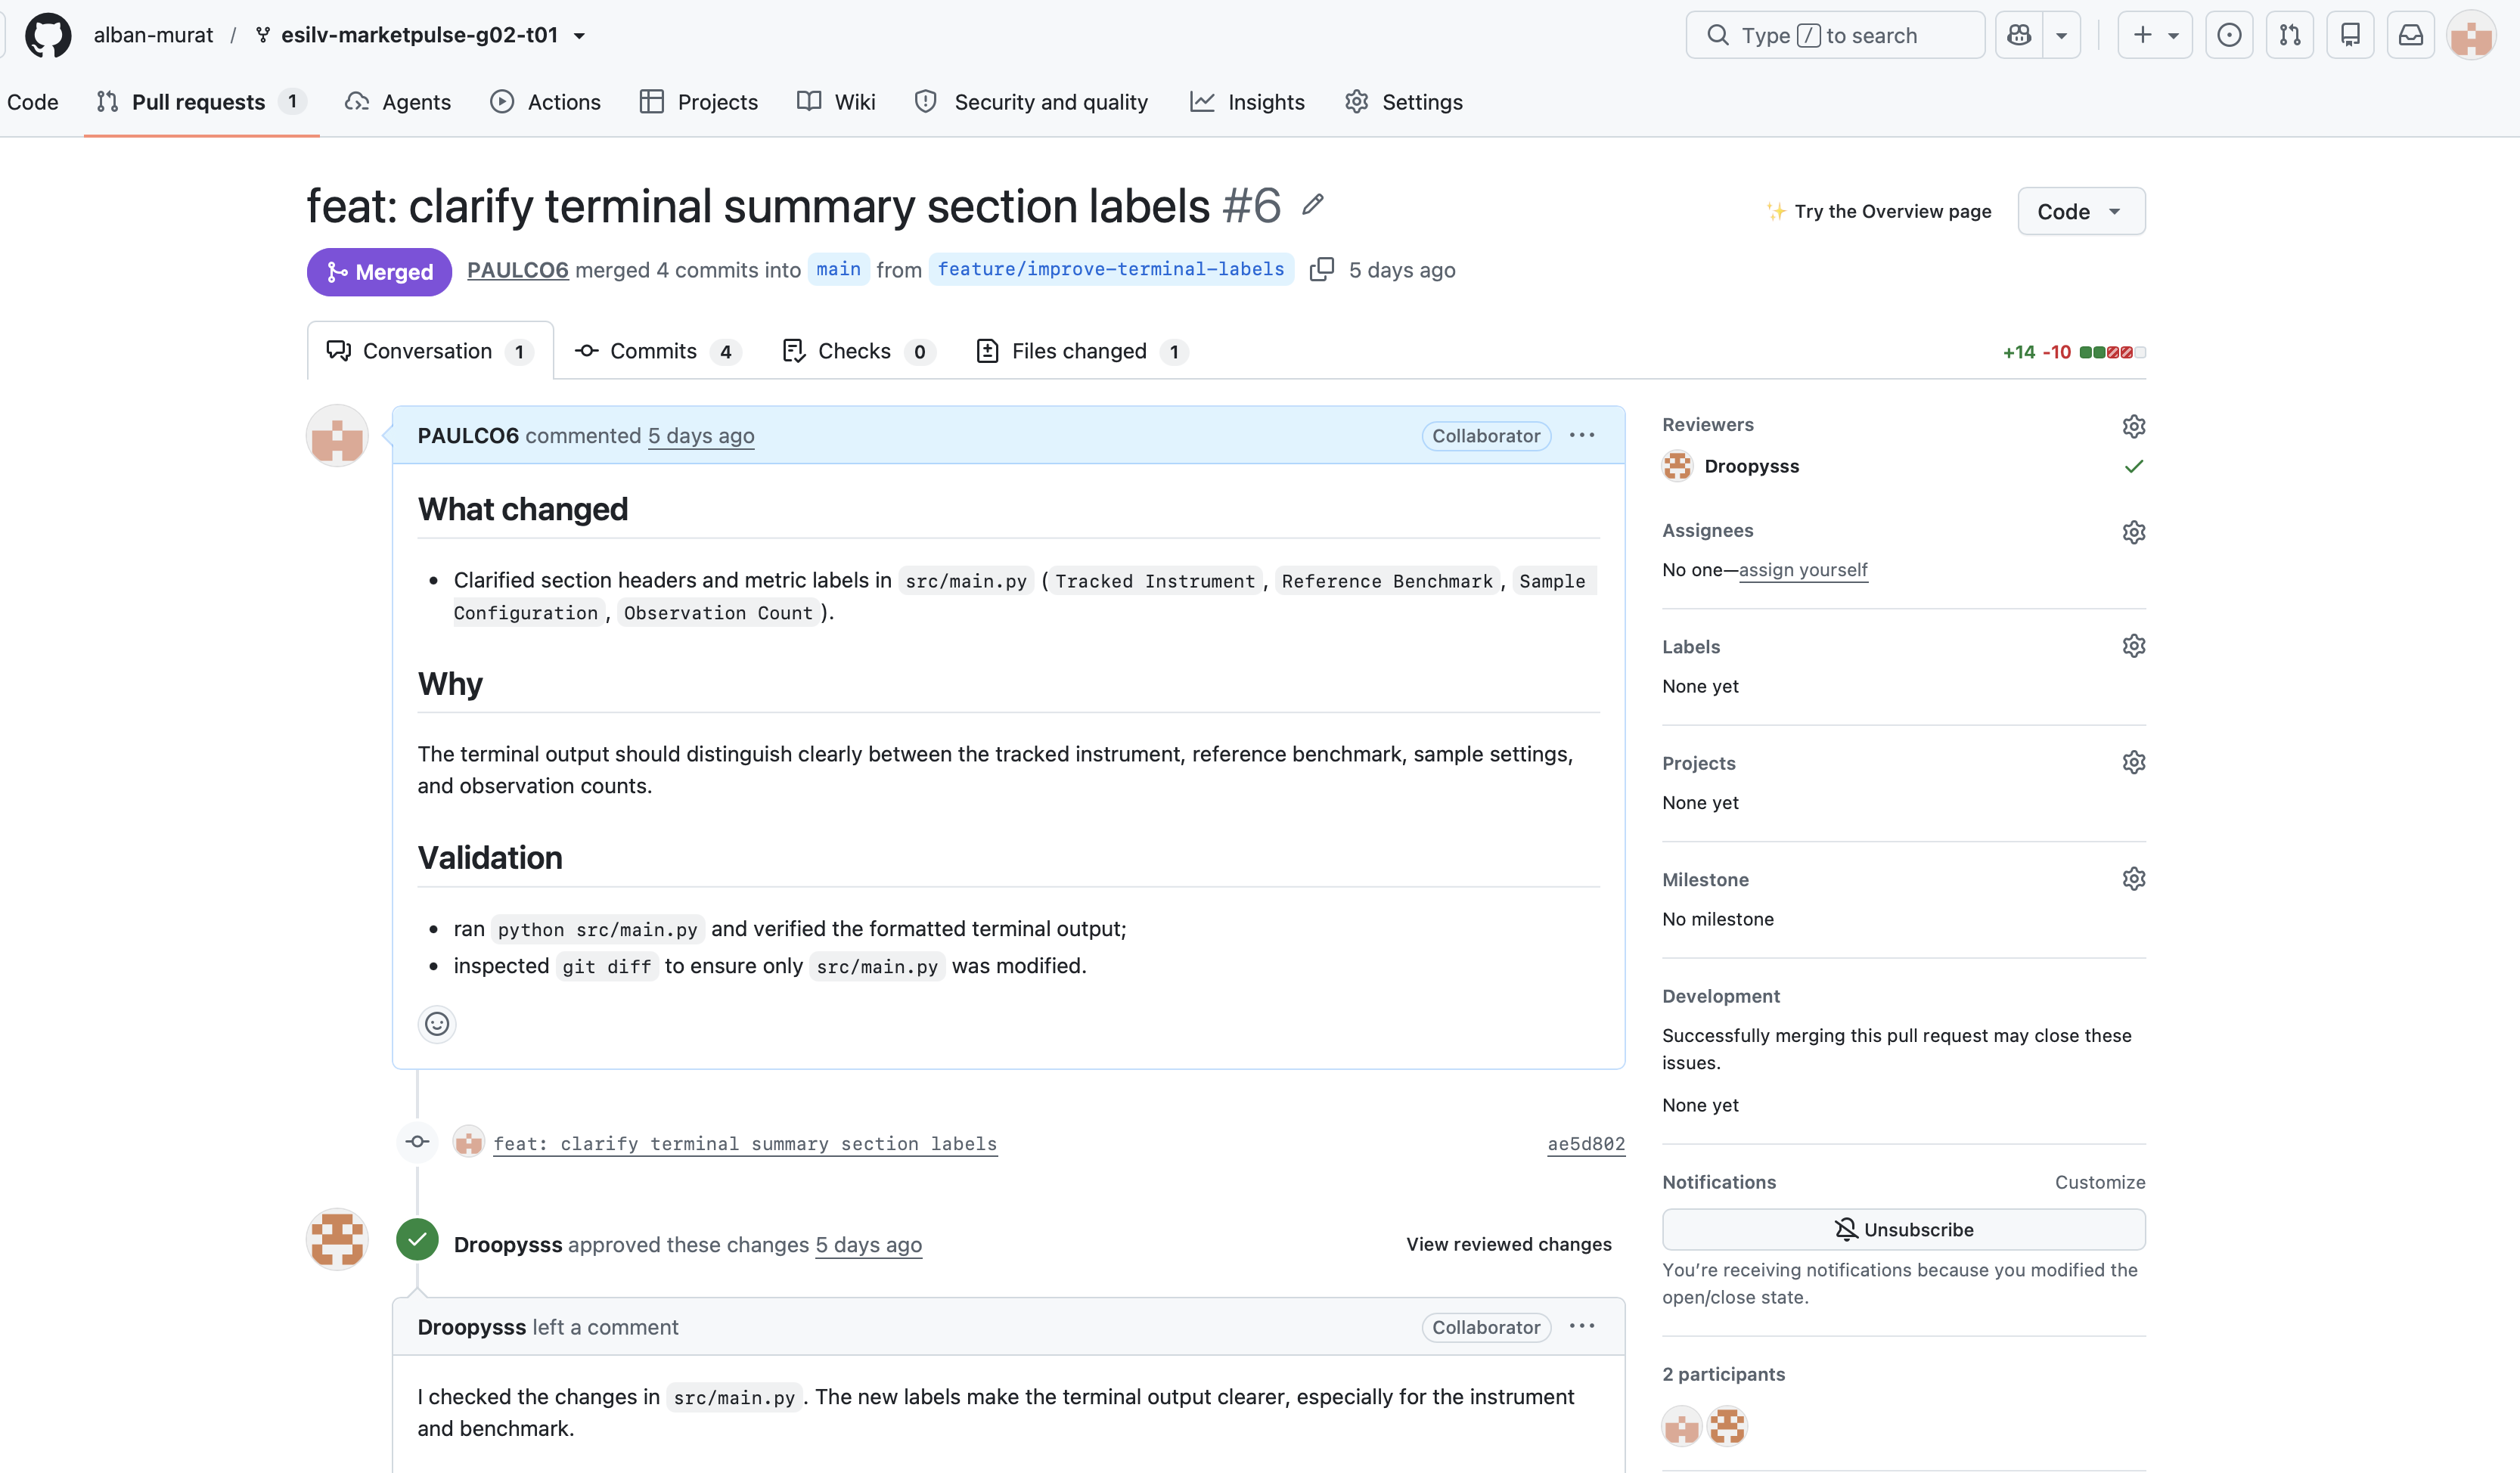 alban-murat / esilv-marketpulse-g02-t01
Type / to search
Code
Pull requests 1
Agents
Actions
Projects
Wiki
Security and quality
Insights
Settings
feat: clarify terminal summary section labels #6
Try the Overview page
Code
Merged
PAULCO6 merged 4 commits into main from feature/improve-terminal-labels 5 days ago
Conversation 1
Commits 4
Checks 0
Files changed 1
+14 -10
PAULCO6 commented 5 days ago
Collaborator
What changed
Clarified section headers and metric labels in src/main.py (Tracked Instrument, Reference Benchmark, Sample
Configuration, Observation Count).
Why
The terminal output should distinguish clearly between the tracked instrument, reference benchmark, sample settings,
and observation counts.
Validation
ran python src/main.py and verified the formatted terminal output;
inspected git diff to ensure only src/main.py was modified.
feat: clarify terminal summary section labels
ae5d802
Droopysss approved these changes 5 days ago
View reviewed changes
Droopysss left a comment
Collaborator
I checked the changes in src/main.py. The new labels make the terminal output clearer, especially for the instrument
and benchmark.
Reviewers
Droopysss
Assignees
No one—assign yourself
Labels
None yet
Projects
None yet
Milestone
No milestone
Development
Successfully merging this pull request may close these
issues.
None yet
Notifications
Customize
Unsubscribe
You're receiving notifications because you modified the
open/close state.
2 participants